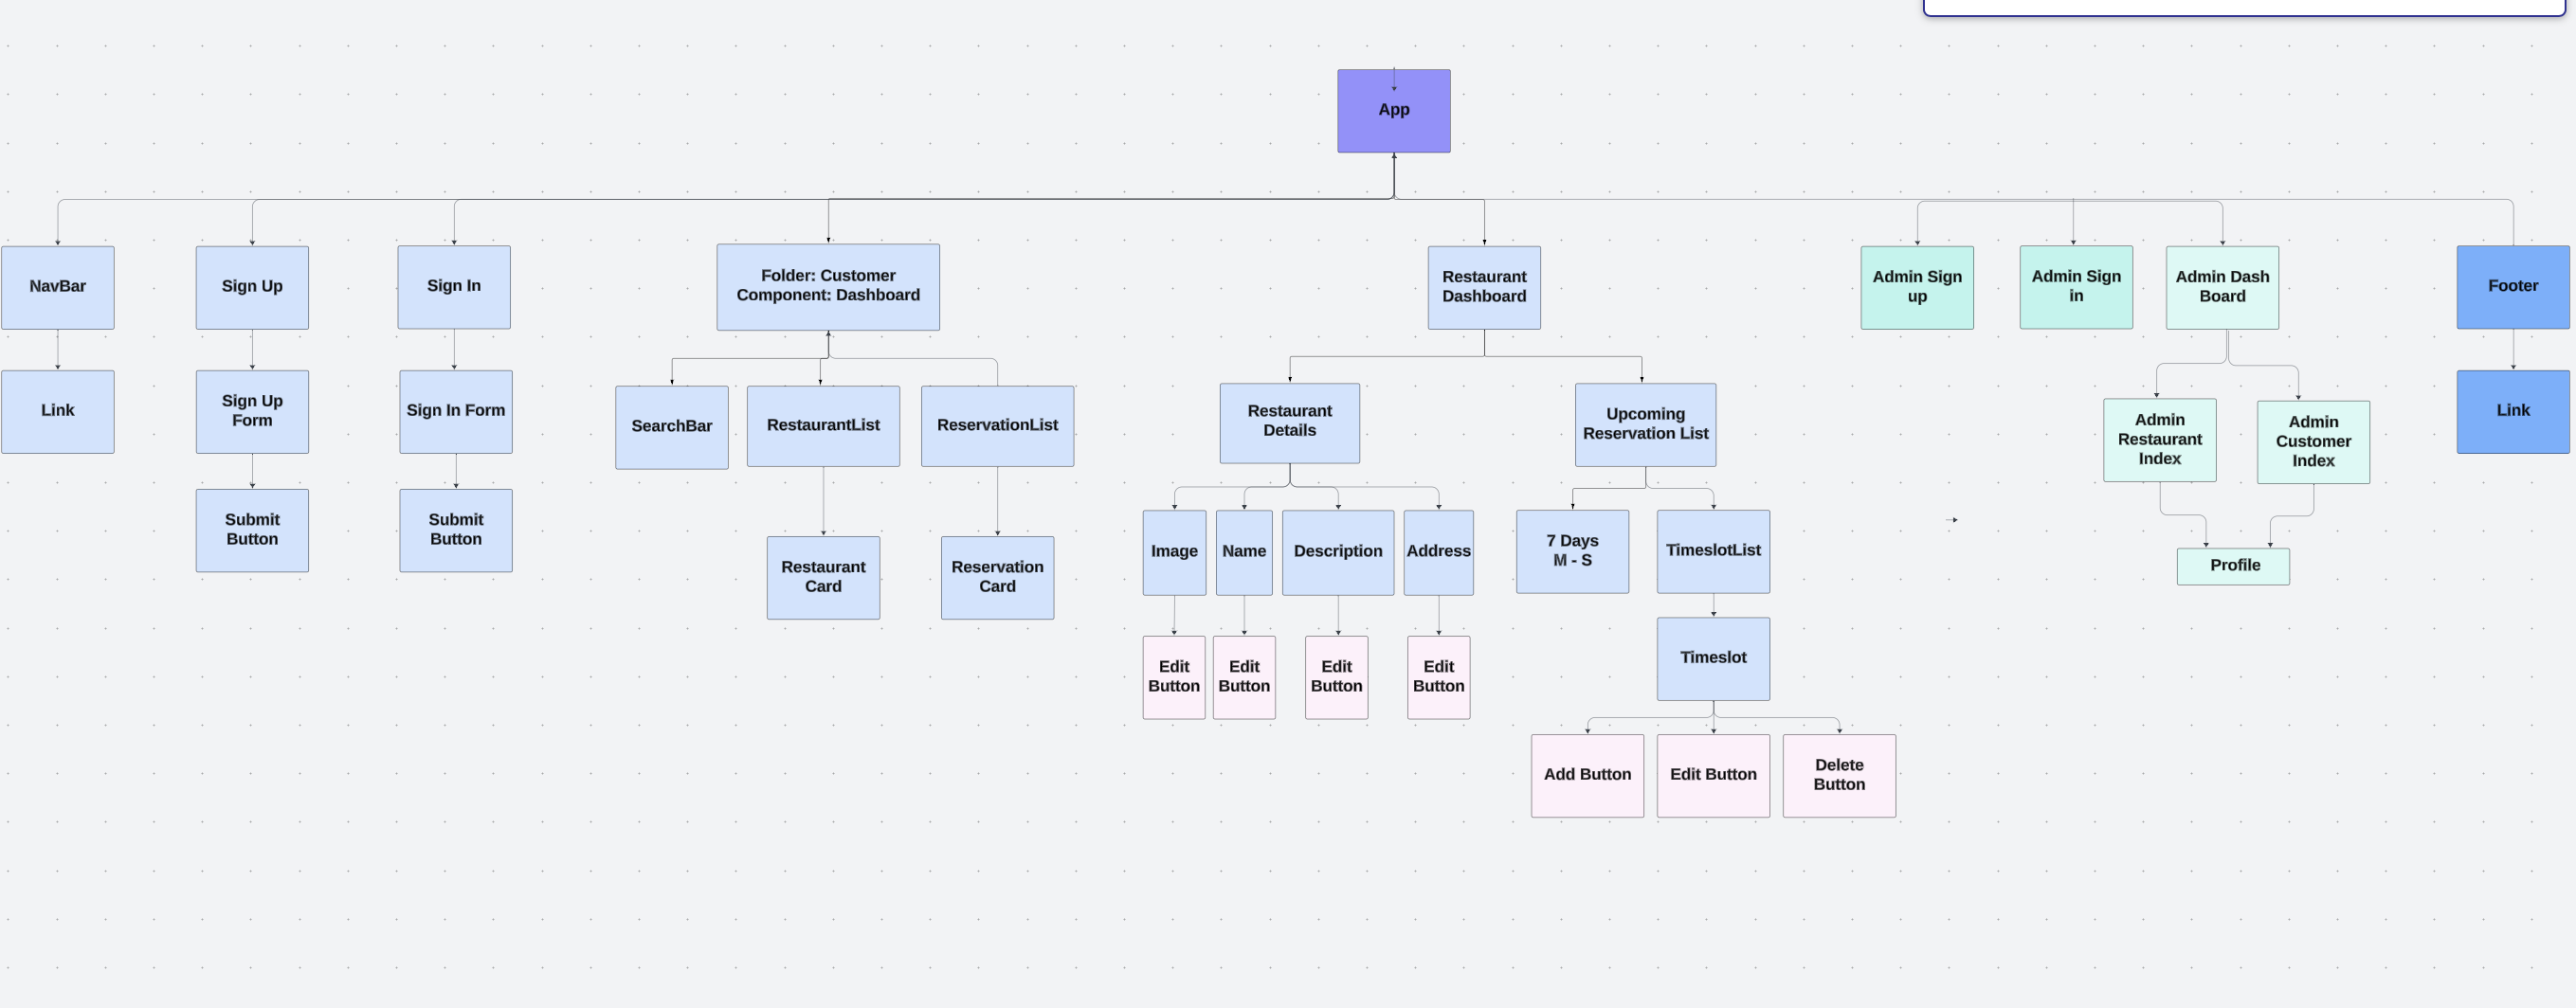 App
NavBar
Sign Up
Sign In
Folder: Customer
Component: Dashboard
Restaurant
Dashboard
Admin Sign
up
Admin Sign
in
Admin Dash
Board
Footer
Link
Sign Up
Form
Sign In Form
SearchBar
RestaurantList
ReservationList
Restaurant
Details
Upcoming
Reservation List
Admin
Restaurant
Index
Admin
Customer
Index
Link
Submit
Button
Submit
Button
Restaurant
Card
Reservation
Card
Image
Name
Description
Address
7 Days
M - S
TimeslotList
Profile
Edit
Button
Edit
Button
Edit
Button
Edit
Button
Timeslot
Add Button
Edit Button
Delete
Button